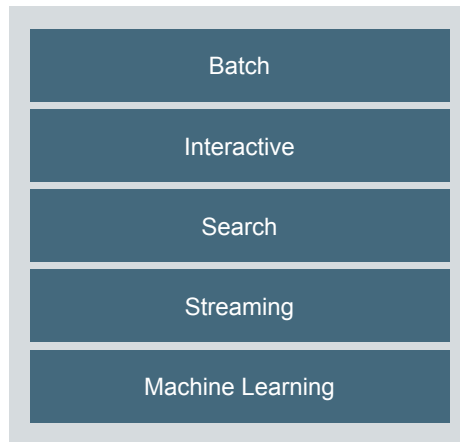 Batch
Interactive
Search
Streaming
Machine Learning